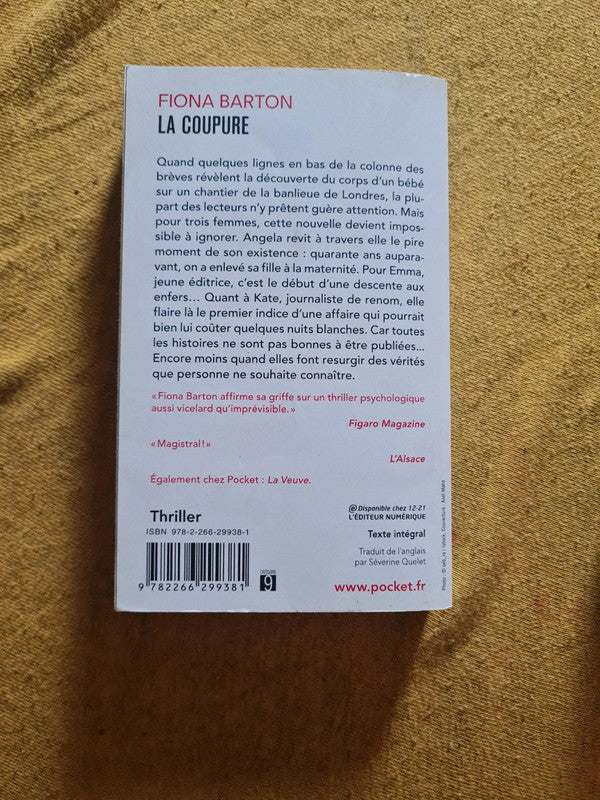 FIONA BARTON
LA COUPURE
Quand quelques lignes en bas de la colonne des
brèves révèlent la découverte du corps d'un bébé
sur un chantier de la banlieue de Londres, la plu-
part des lecteurs n'y prêtent guère attention. Mais
pour trois femmes, cette nouvelle devient impos-
sible à ignorer. Angela revit à travers elle le pire
moment de son existence : quarante ans aupara-
vant, on a enlevé sa fille à la maternité. Pour Emma,
jeune éditrice, c'est le début d'une descente aux
enfers... Quant à Kate, journaliste de renom, elle
flaire là le premier indice d'une affaire qui pourrait
bien lui coûter quelques nuits blanches. Car toutes
les histoires ne sont pas bonnes à être publiées...
Encore moins quand elles font resurgir des vérités
que personne ne souhaite connaître.
« Fiona Barton affirme sa griffe sur un thriller psychologique
aussi vicelard qu'imprévisible. »
Figaro Magazine
« Magistral ! »
L'Alsace
Également chez Pocket : La Veuve.
@ Disponible chez 12-21
L'ÉDITEUR NUMÉRIQUE
Thriller
ISBN 978-2-266-29938-1
Texte intégral
Traduit de l'anglais
par Séverine Quelet
CATÉGORIE
9
9 782266 299381
www.pocket.fr